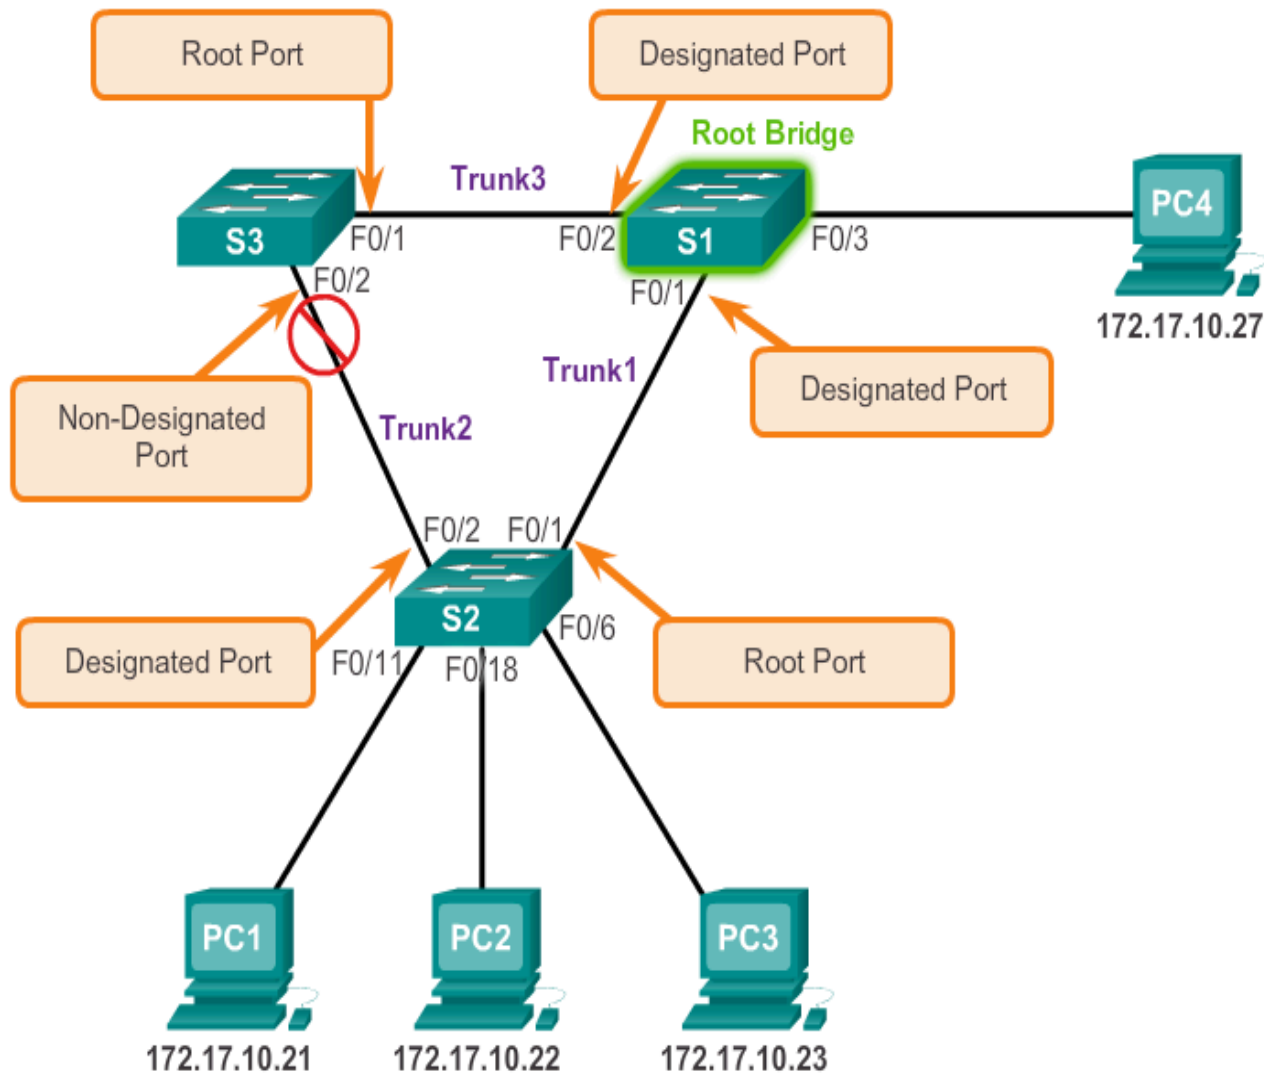 Root Port
Designated Port
Root Bridge
Trunk3
PC4
S3
F0/1
F0/2
S1
F0/3
F0/2
F0/1
172.17.10.27
Trunk1
Designated Port
Non-Designated
Port
Trunk2
F0/2
F0/1
S2
F0/6
Designated Port
F0/11
F0/18
Root Port
PC1
PC2
PC3
172.17.10.21
172.17.10.22
172.17.10.23